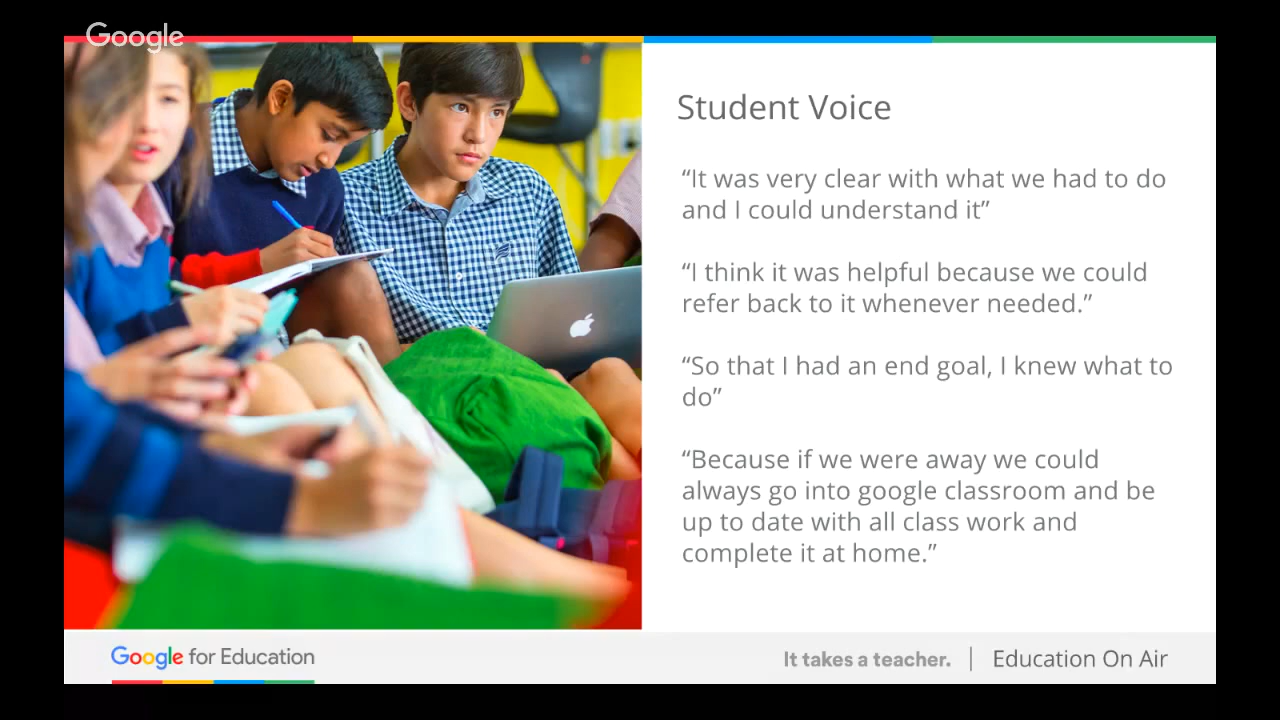 Google
Student Voice
“It was very clear with what we had to do
and I could understand it”
“I think it was helpful because we could
refer back to it whenever needed.”
“So that I had an end goal, I knew what to
do”
“Because if we were away we could
always go into google classroom and be
up to date with all class work and
complete it at home.”
Google for Education
It takes a teacher. | Education On Air